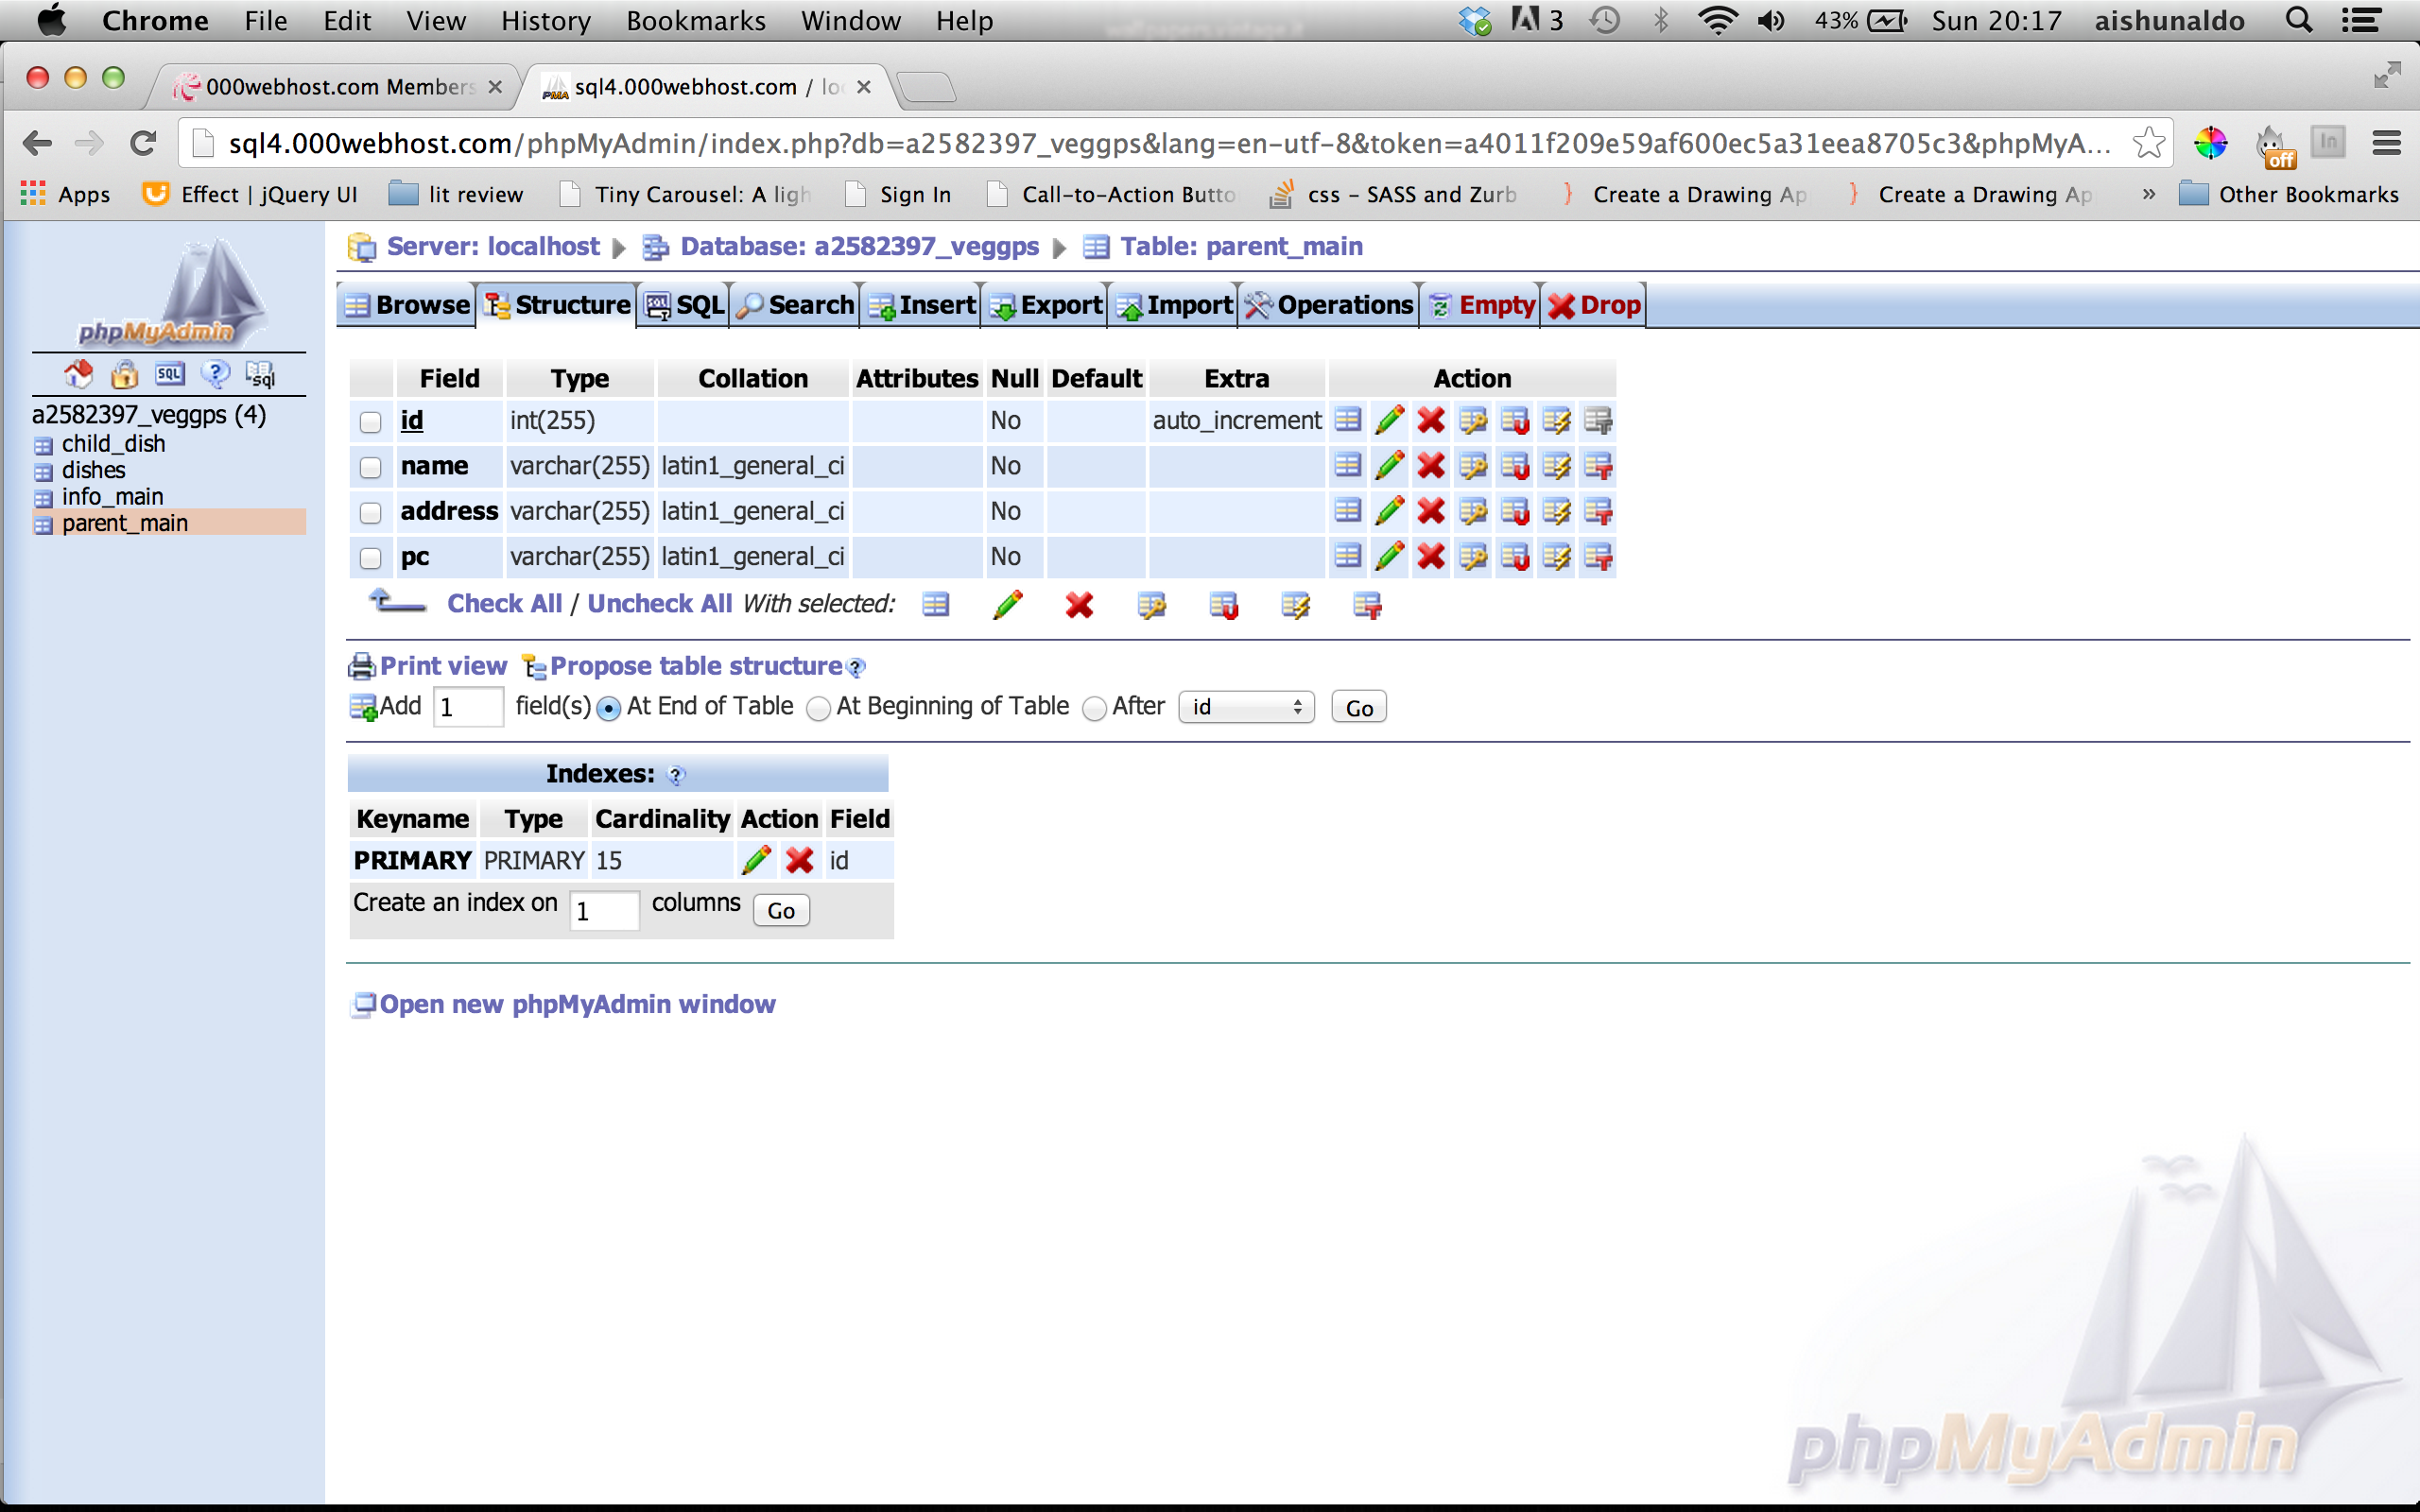 Chrome File Edit View History Bookmarks Window Help 3 43% Sun 20:17 aishunaldo
000webhost.com Members sql4.000webhost.com / loc
sql4.000webhost.com/phpMyAdmin/index.php?db=a2582397_veggps&lang=en-utf-8&token=a4011f209e59af600ec5a31eea8705c3&phpMyA...
Apps Effect | jQuery UI lit review Tiny Carousel: A ligh Sign In Call-to-Action Butto css - SASS and Zurb Create a Drawing Ap Create a Drawing Ap » Other Bookmarks
off In
phpMyAdmin
SQL sql
a2582397_veggps (4)
child_dish
dishes
info_main
parent_main
Server: localhost Database: a2582397_veggps Table: parent_main
Browse Structure SQL Search Insert Export Import Operations Empty Drop
Field Type Collation Attributes Null Default Extra Action
id int(255) No auto_increment
name varchar(255) latin1_general_ci No
address varchar(255) latin1_general_ci No
pc varchar(255) latin1_general_ci No
Check All / Uncheck All With selected:
Print view Propose table structure
Add 1 field(s) At End of Table At Beginning of Table After id Go
Indexes:
Keyname Type Cardinality Action Field
PRIMARY PRIMARY 15 id
Create an index on 1 columns Go
Open new phpMyAdmin window
phpMyAdmin